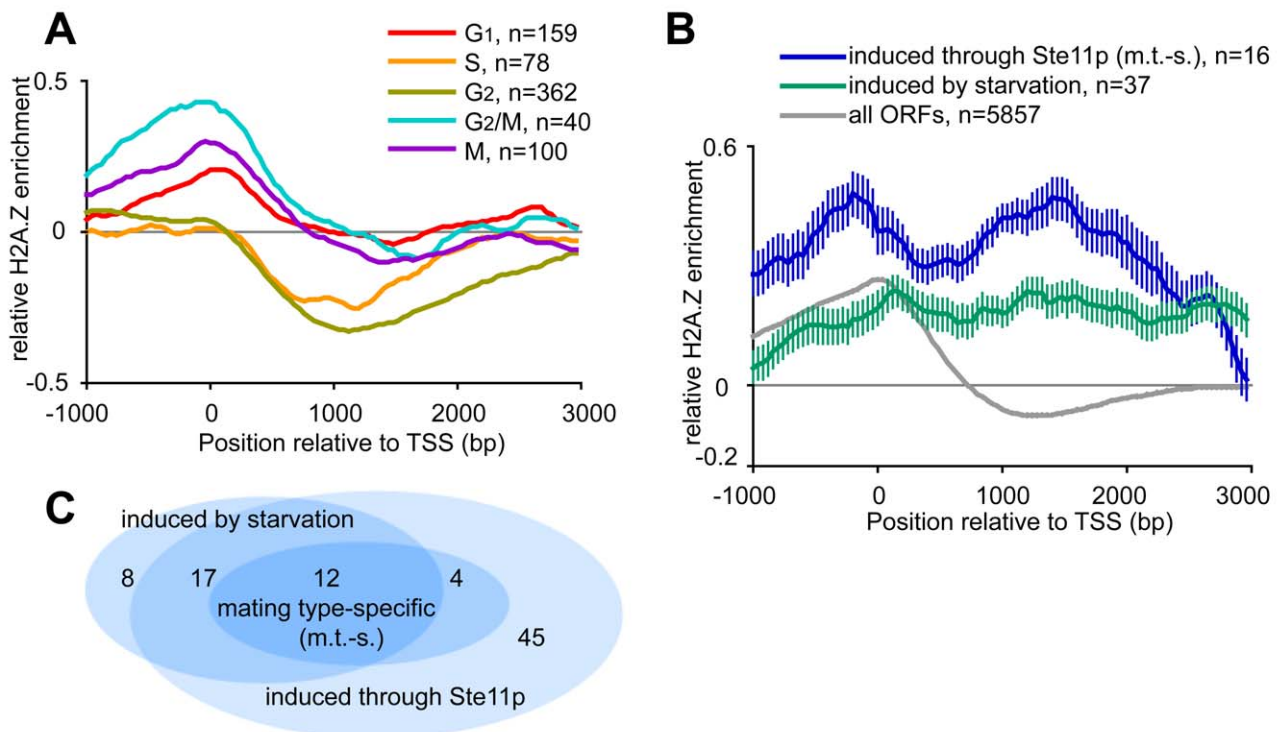 A
G1, n=159
S, n=78
G2, n=362
G2/M, n=40
M, n=100
relative H2A.Z enrichment
0.5
0
-0.5
-1000 0 1000 2000 3000
Position relative to TSS (bp)
B
induced through Ste11p (m.t.-s.), n=16
induced by starvation, n=37
all ORFs, n=5857
relative H2A.Z enrichment
0.6
0
-0.2
-1000 0 1000 2000 3000
Position relative to TSS (bp)
C
induced by starvation
8 17 12 4
mating type-specific
(m.t.-s.)
45
induced through Ste11p